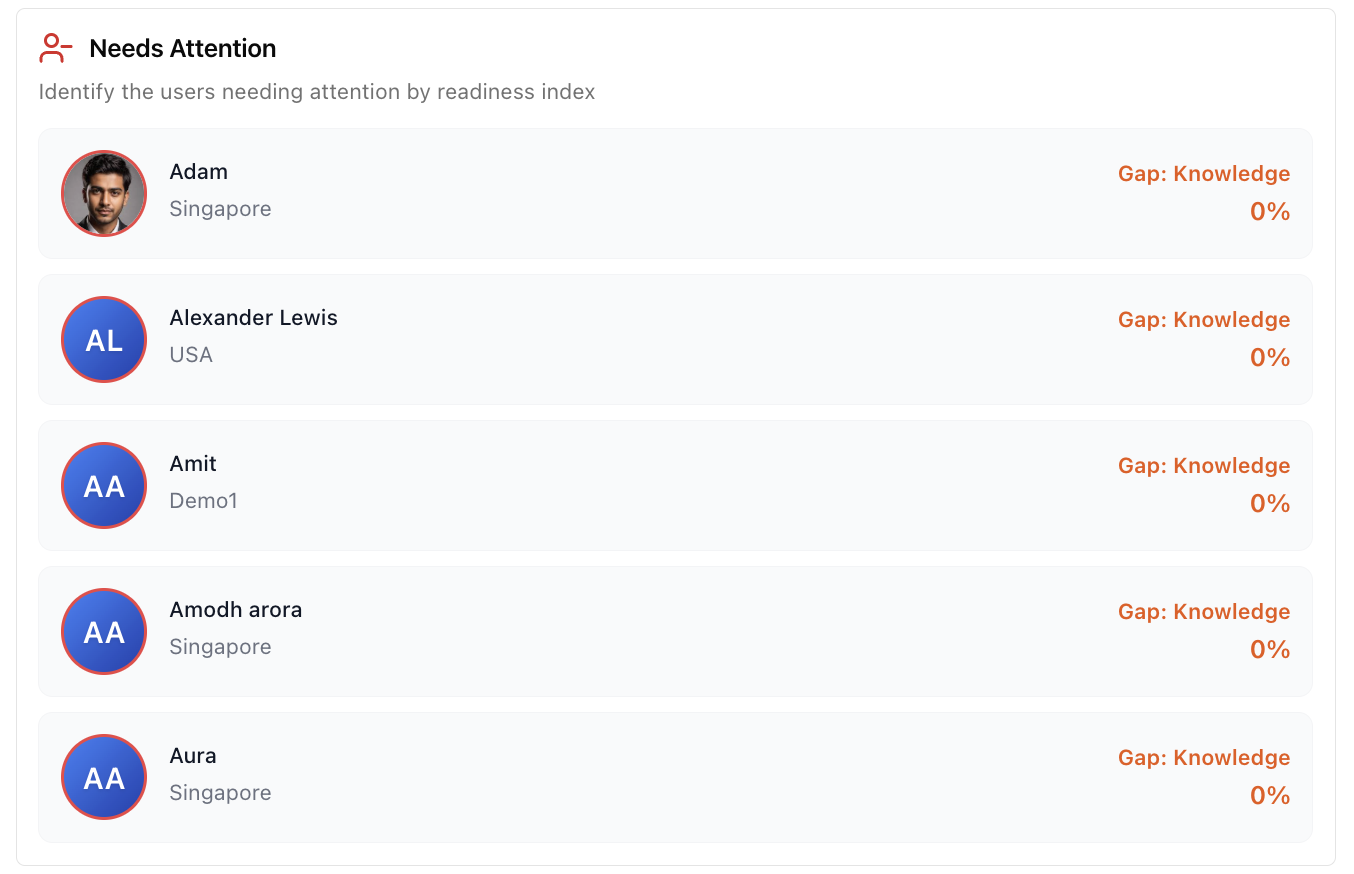 Needs Attention
Identify the users needing attention by readiness index
Adam
Singapore
Gap: Knowledge
0%
AL
Alexander Lewis
USA
Gap: Knowledge
0%
AA
Amit
Demo1
Gap: Knowledge
0%
AA
Amodh arora
Singapore
Gap: Knowledge
0%
AA
Aura
Singapore
Gap: Knowledge
0%